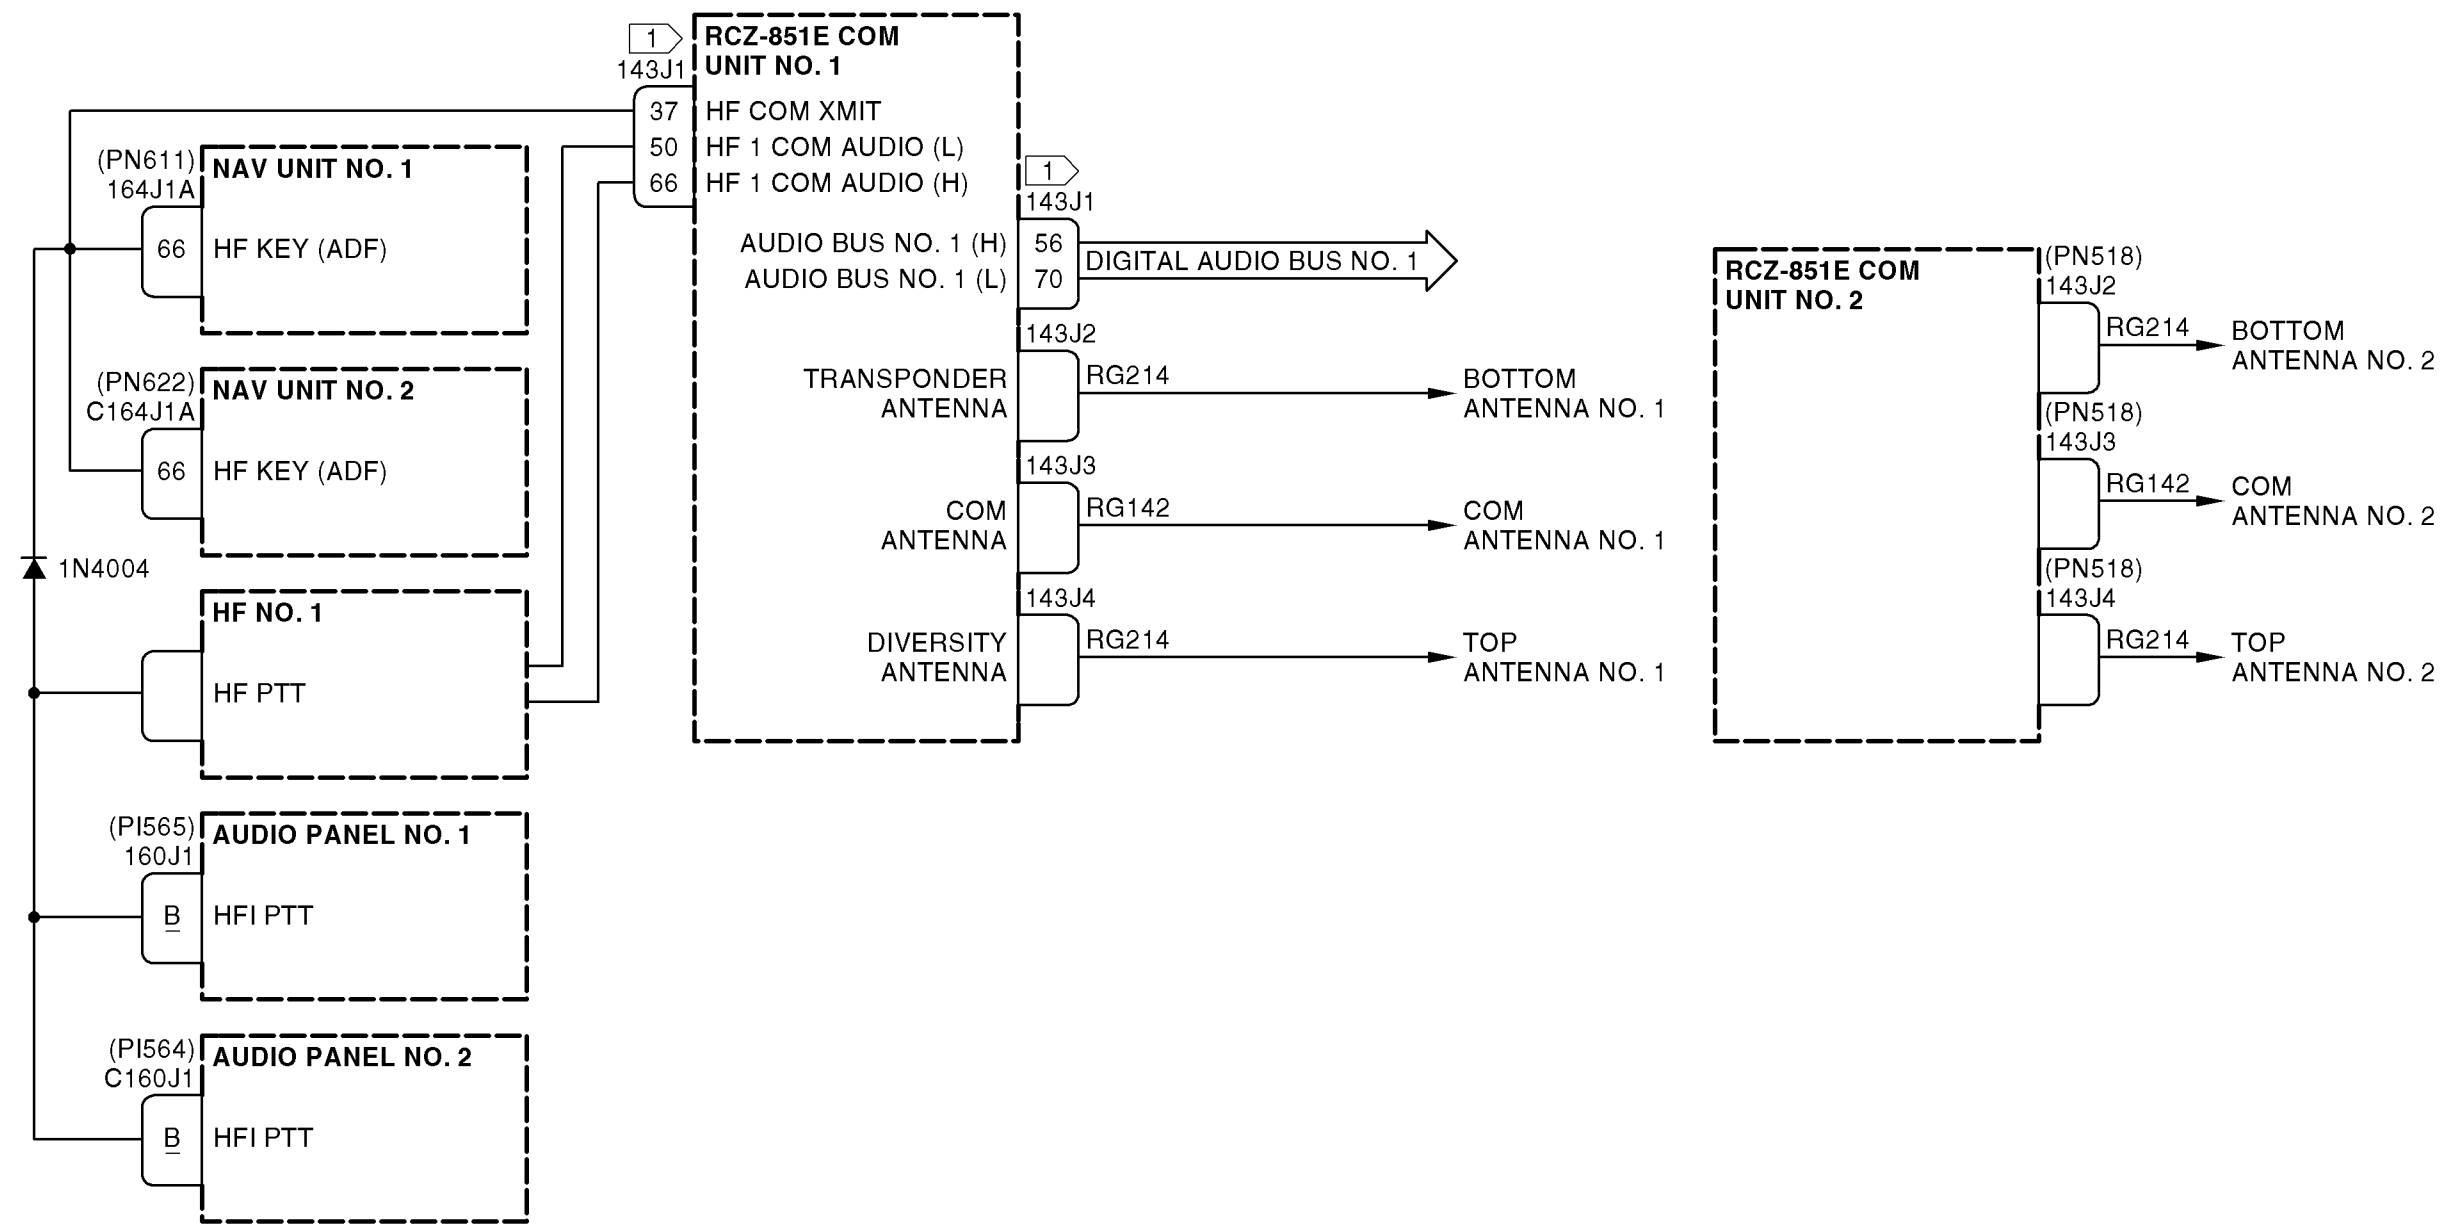 (PN611)
164J1A
NAV UNIT NO. 1
66
HF KEY (ADF)
(PN622)
C164J1A
NAV UNIT NO. 2
66
HF KEY (ADF)
1N4004
HF NO. 1
HF PTT
(PI565)
160J1
AUDIO PANEL NO. 1
B
HFI PTT
(PI564)
C160J1
AUDIO PANEL NO. 2
B
HFI PTT
1
143J1
RCZ-851E COM
UNIT NO. 1
37
HF COM XMIT
50
HF 1 COM AUDIO (L)
66
HF 1 COM AUDIO (H)
1
143J1
AUDIO BUS NO. 1 (H)
56
AUDIO BUS NO. 1 (L)
70
DIGITAL AUDIO BUS NO. 1
143J2
TRANSPONDER
ANTENNA
RG214
BOTTOM
ANTENNA NO. 1
143J3
COM
ANTENNA
RG142
COM
ANTENNA NO. 1
143J4
DIVERSITY
ANTENNA
RG214
TOP
ANTENNA NO. 1
RCZ-851E COM
UNIT NO. 2
(PN518)
143J2
RG214
BOTTOM
ANTENNA NO. 2
(PN518)
143J3
RG142
COM
ANTENNA NO. 2
(PN518)
143J4
RG214
TOP
ANTENNA NO. 2